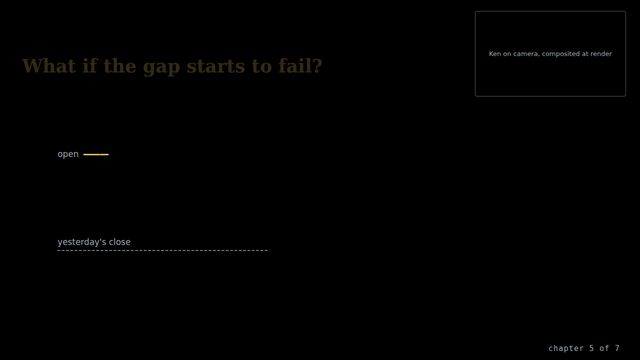 Ken on camera, composited at render
What if the gap starts to fail?
open
yesterday's close
chapter 5 of 7